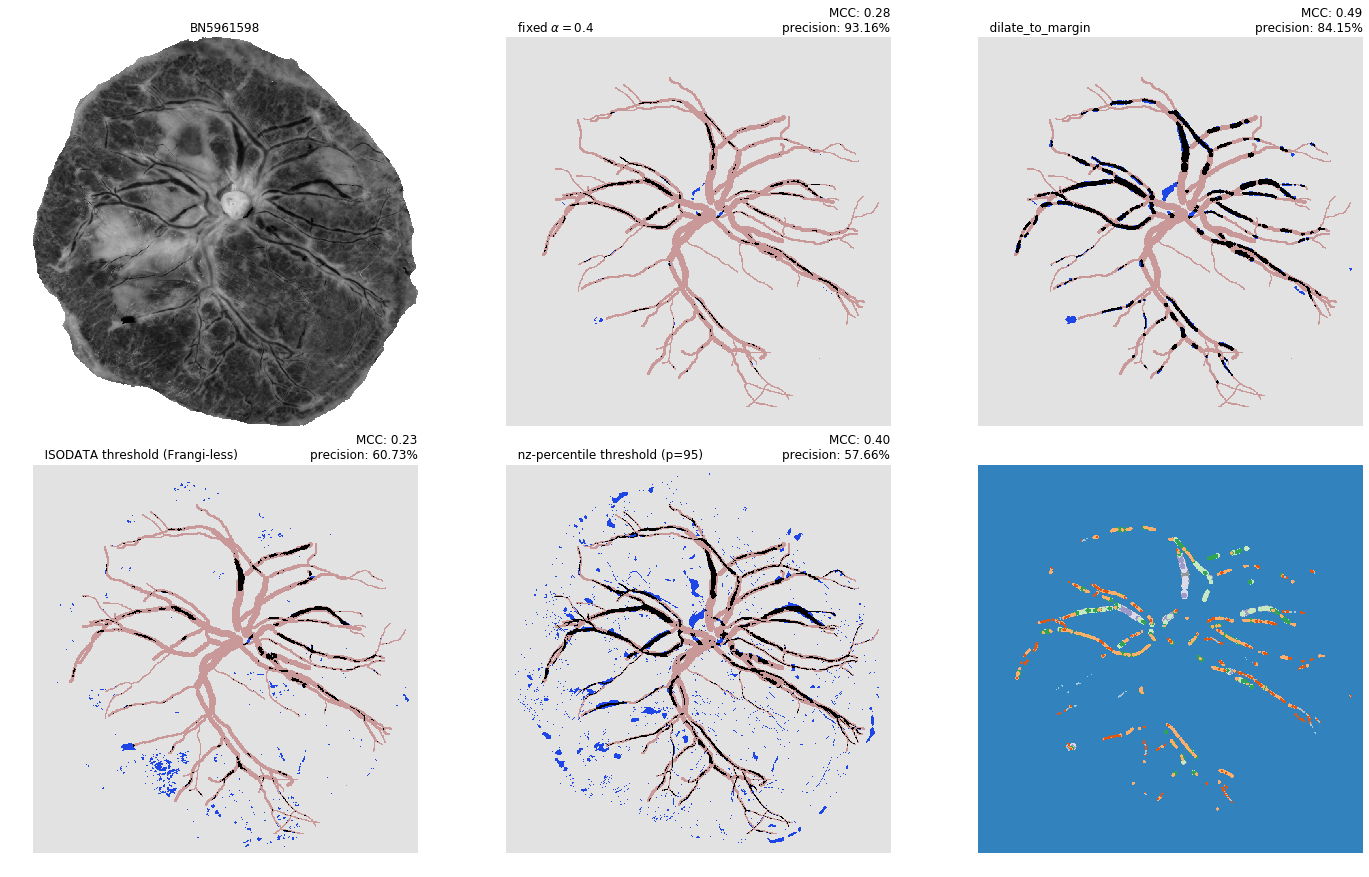 BN5961598
MCC: 0.28
fixed α = 0.4 precision: 93.16%
MCC: 0.49
dilate_to_margin precision: 84.15%
MCC: 0.23
ISODATA threshold (Frangi-less) precision: 60.73%
MCC: 0.40
nz-percentile threshold (p=95) precision: 57.66%